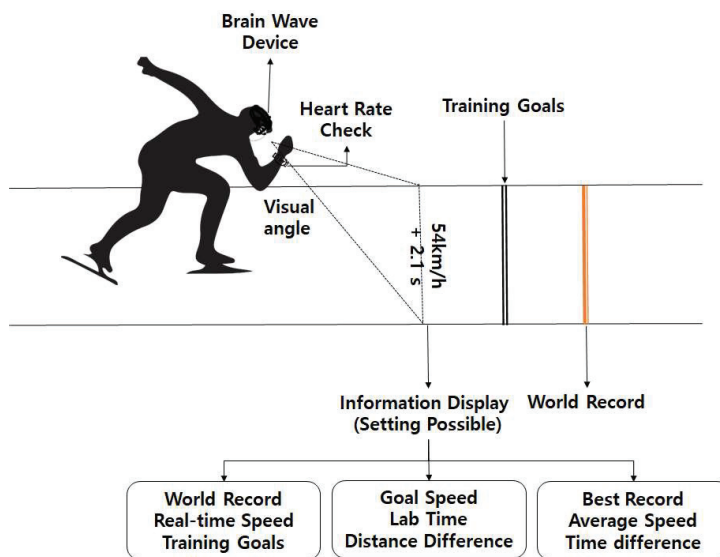 Brain Wave
Device
Heart Rate
Check
Training Goals
Visual
angle
54km/h
+ 2.1 s
Information Display
(Setting Possible)
World Record
World Record
Real-time Speed
Training Goals
Goal Speed
Lab Time
Distance Difference
Best Record
Average Speed
Time difference